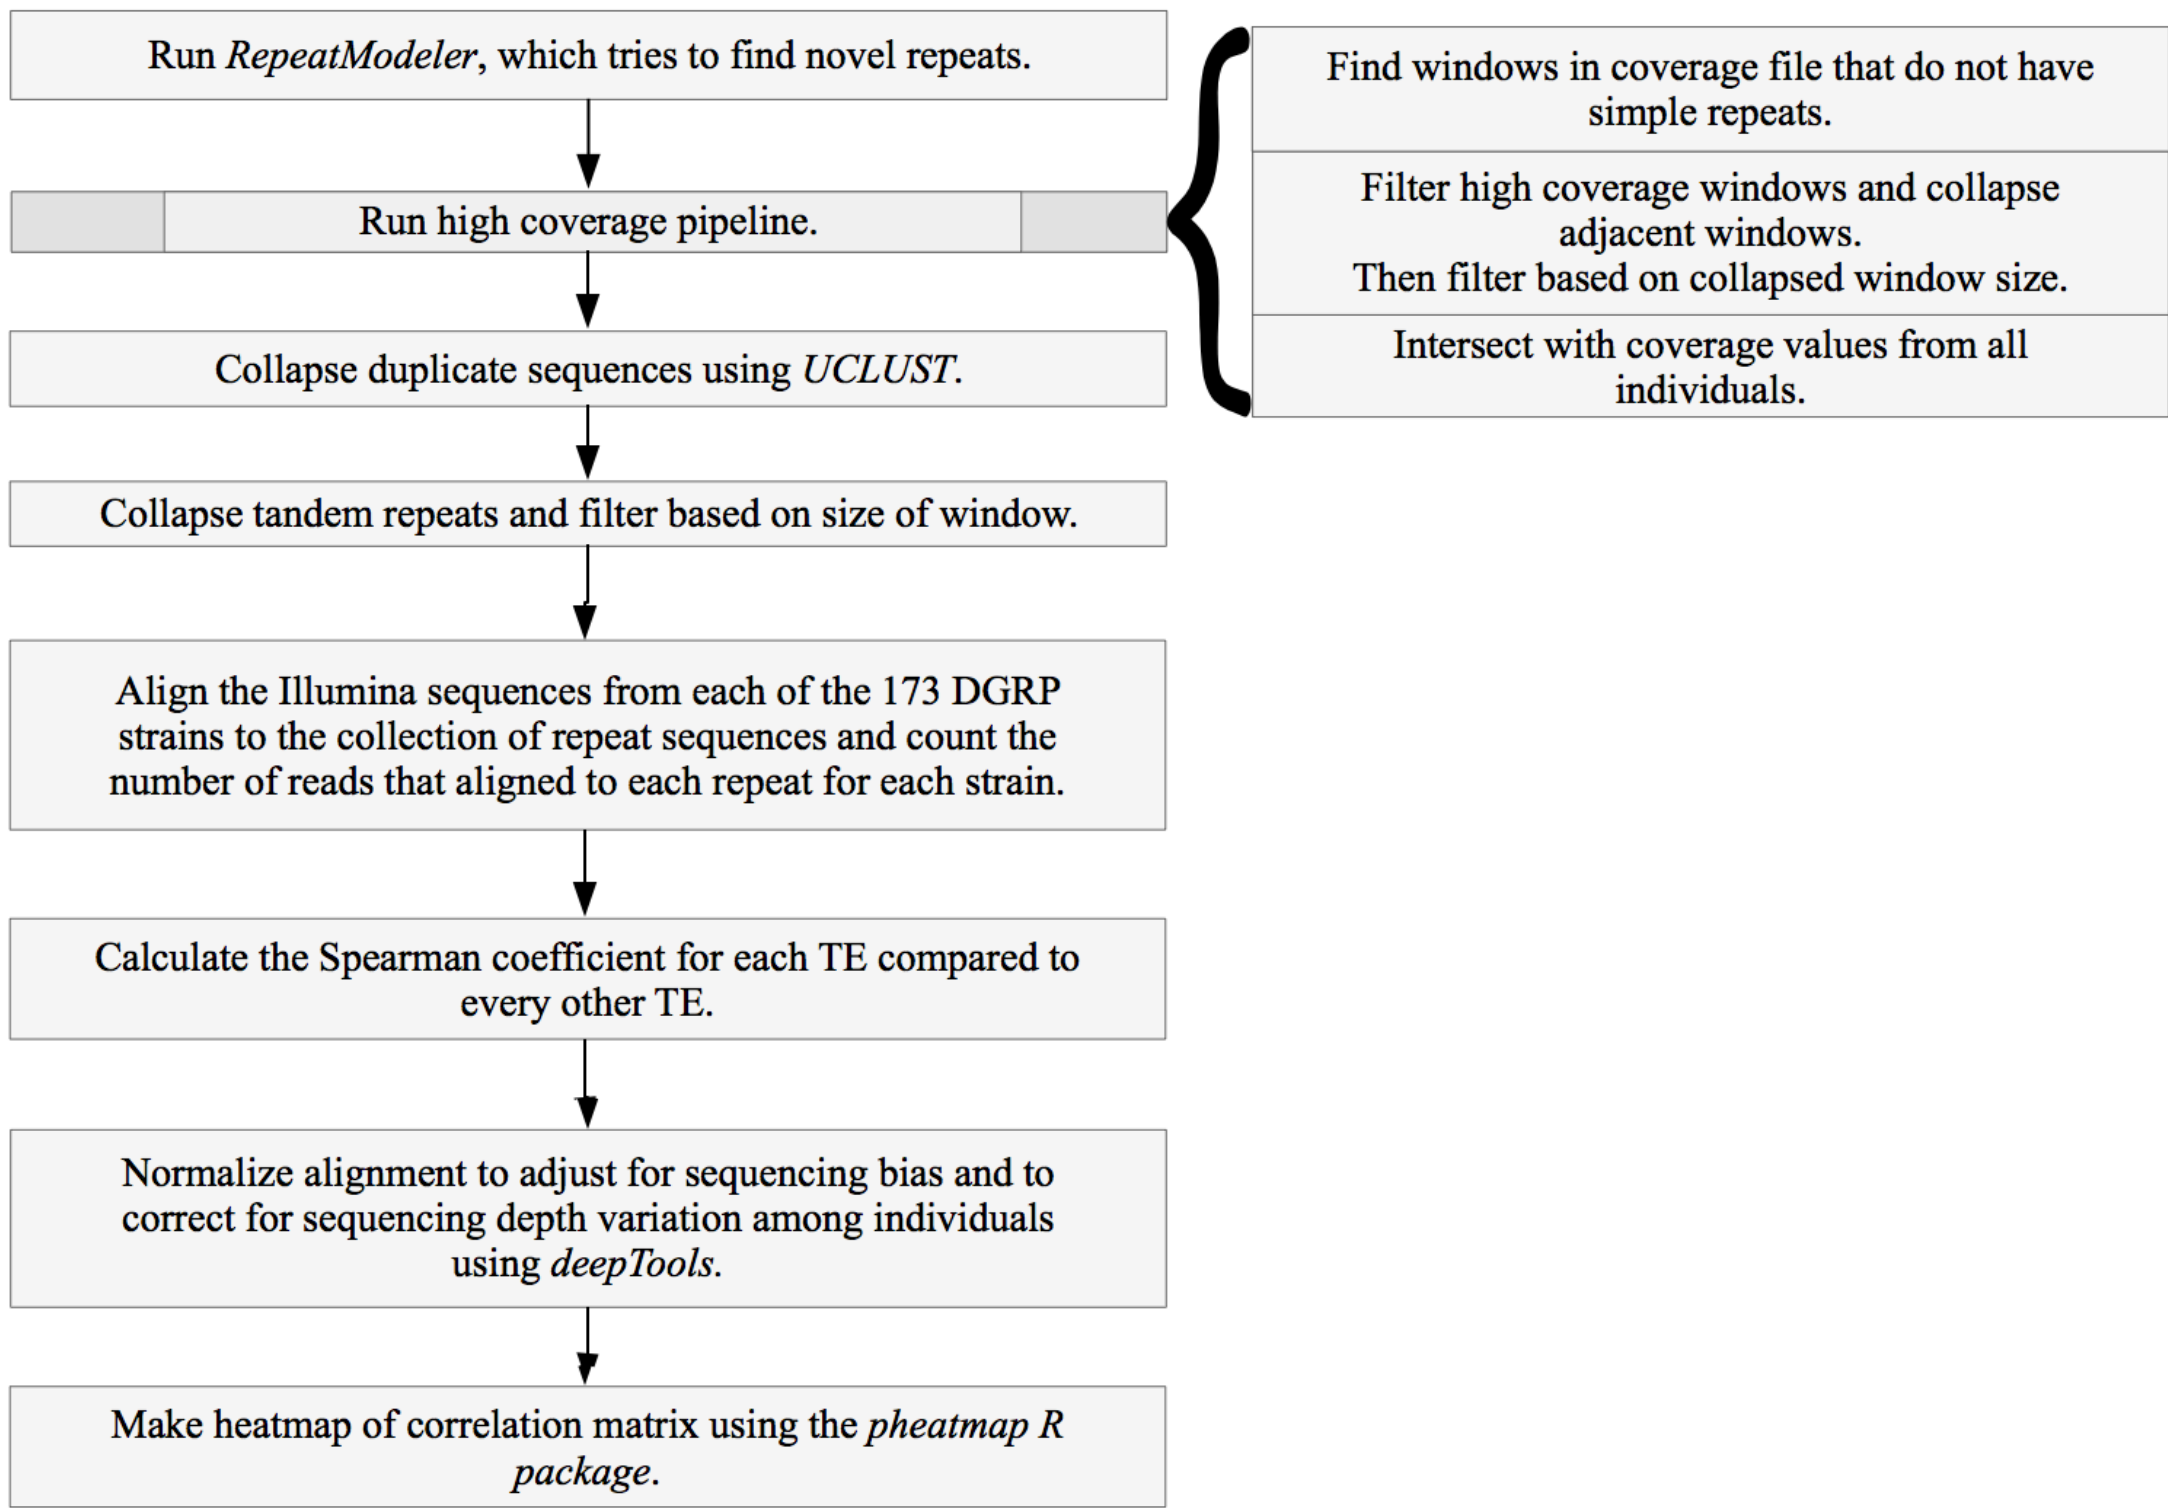 Run RepeatModeler, which tries to find novel repeats.
Run high coverage pipeline.
Find windows in coverage file that do not have
simple repeats.
Filter high coverage windows and collapse
adjacent windows.
Then filter based on collapsed window size.
Intersect with coverage values from all
individuals.
Collapse duplicate sequences using UCLUST.
Collapse tandem repeats and filter based on size of window.
Align the Illumina sequences from each of the 173 DGRP
strains to the collection of repeat sequences and count the
number of reads that aligned to each repeat for each strain.
Calculate the Spearman coefficient for each TE compared to
every other TE.
Normalize alignment to adjust for sequencing bias and to
correct for sequencing depth variation among individuals
using deepTools.
Make heatmap of correlation matrix using the pheatmap R
package.